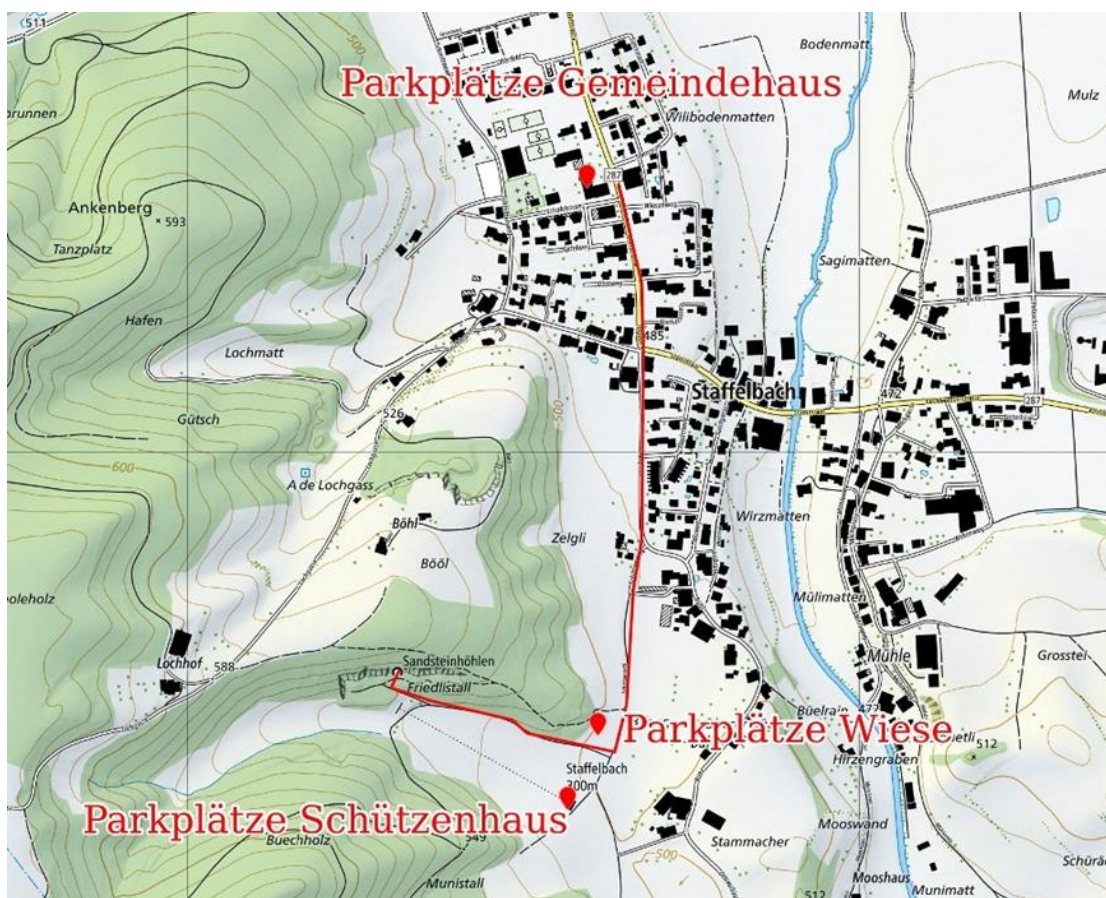 511
500
Bodenmatt
Parkplätze Gemeindehaus
Mulz
Wilibodenmatten
287
Ankenberg
593
Tanzplatz
Sagimatten
Hafen
485
Lochmatt
Staffelbach
472
287
526
500
Gütsch
600
A de Lochgass
Böhl
Wirzmatten
Zelgli
Bööl
Mülimatten
Lochhof
588
Sandsteinhöhlen
Mühle
Grosstei
Friedlistall
Parkplätze Wiese
512
Hirzengraben
Staffelbach
300m
Parkplätze Schützenhaus
Mooswand
Buechholz
549
Stammacher
500
Munistall
512
Mooshaus
Munimatt